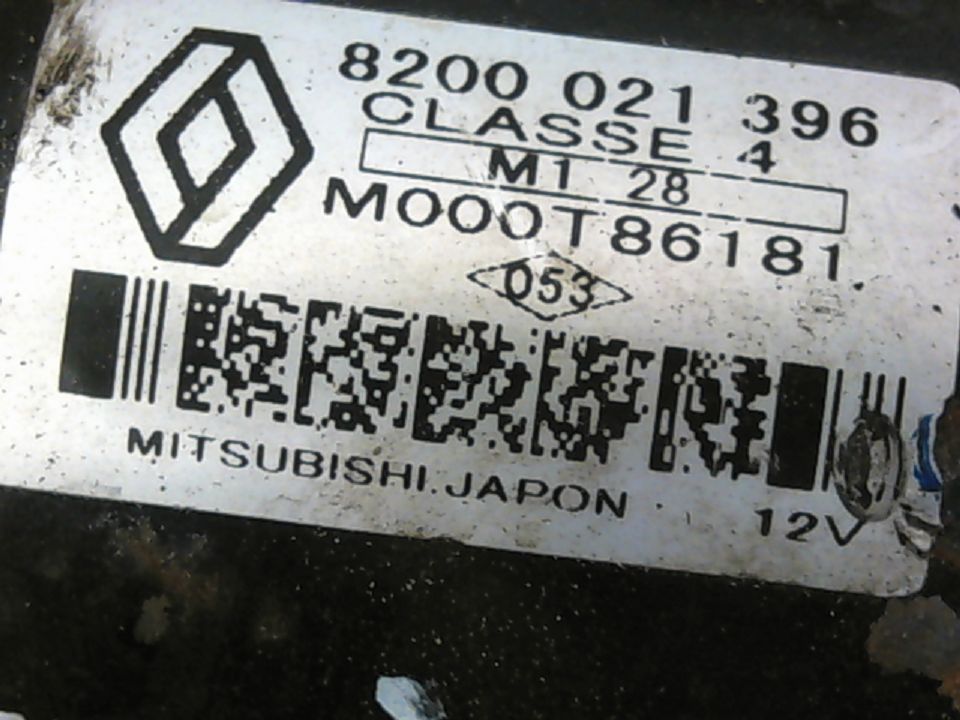 8200 021 396
CLASSE 4
M1 28
M000T86181
053
MITSUBISHI.JAPON
12V